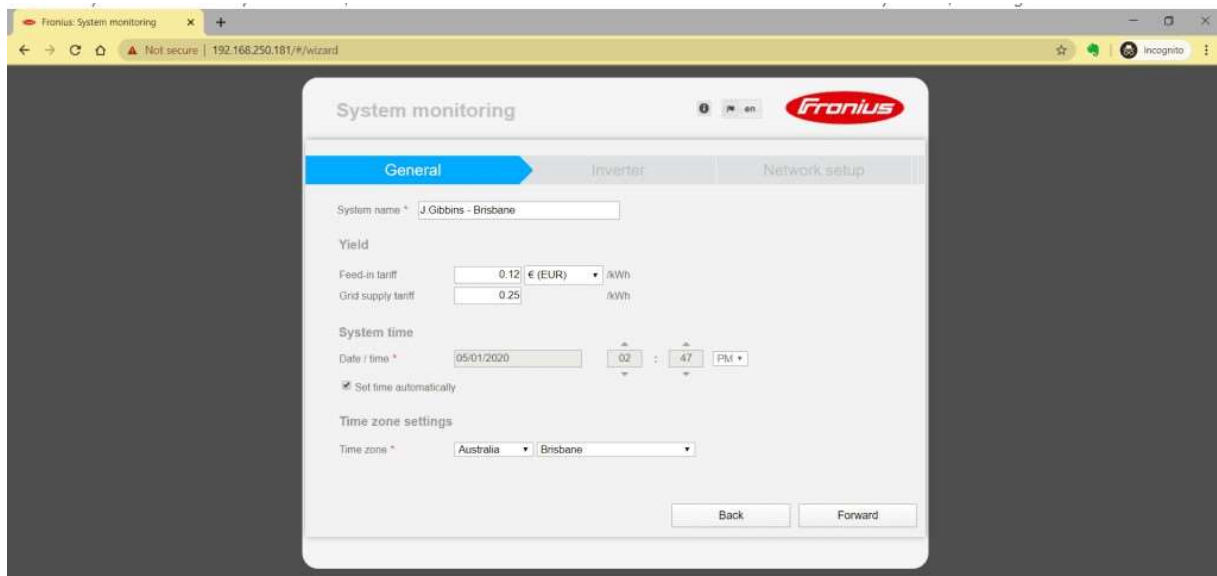 Fronius: System monitoring
Not secure | 192.168.250.181/#/wizard
Incognito
System monitoring
en
Fronius
General Inverter Network setup
System name * J Gibbins - Brisbane
Yield
Feed-in tariff 0.12 € (EUR) /kWh
Grid supply tariff 0.25 /kWh
System time
Date / time * 05/01/2020 02 : 47 PM
Set time automatically
Time zone settings
Time zone * Australia Brisbane
Back Forward